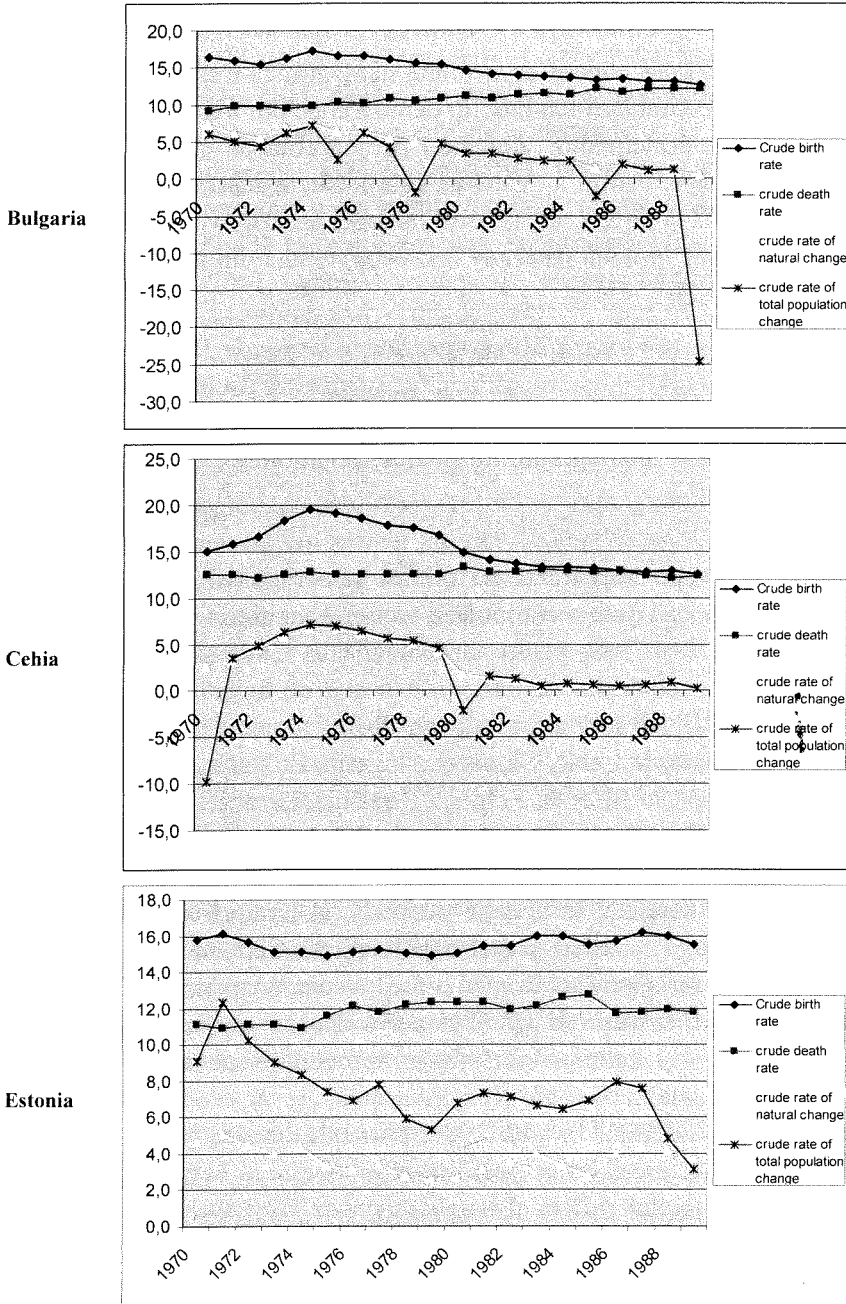 Bulgaria
20,0
15,0
10,0
5,0
0,0
-5,0
-10,0
-15,0
-20,0
-25,0
-30,0
1970
1972
1974
1976
1978
1980
1982
1984
1986
1988
Crude birth
rate
crude death
rate
crude rate of
natural change
crude rate of
total population
change
Cehia
25,0
20,0
15,0
10,0
5,0
0,0
-5,0
-10,0
-15,0
1970
1972
1974
1976
1978
1980
1982
1984
1986
1988
Crude birth
rate
crude death
rate
crude rate of
natural change
crude rate of
total population
change
Estonia
18,0
16,0
14,0
12,0
10,0
8,0
6,0
4,0
2,0
0,0
1970
1972
1974
1976
1978
1980
1982
1984
1986
1988
Crude birth
rate
crude death
rate
crude rate of
natural change
crude rate of
total population
change